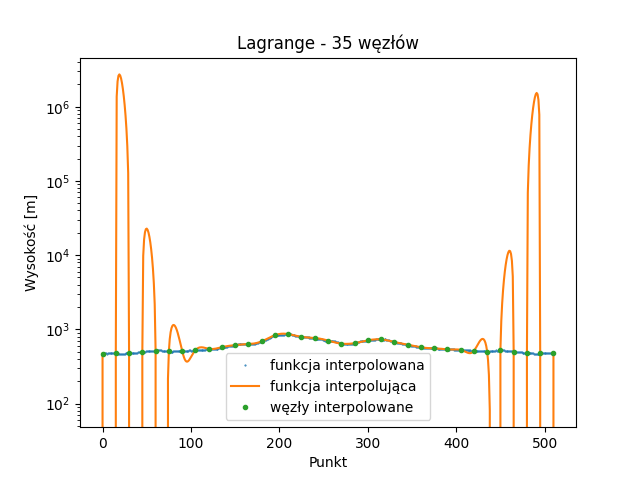 Lagrange - 35 węzłów
Wysokość [m]
10⁶
10⁵
10⁴
10³
10²
0 100 200 300 400 500
Punkt
funkcja interpolowana
funkcja interpolująca
węzły interpolowane